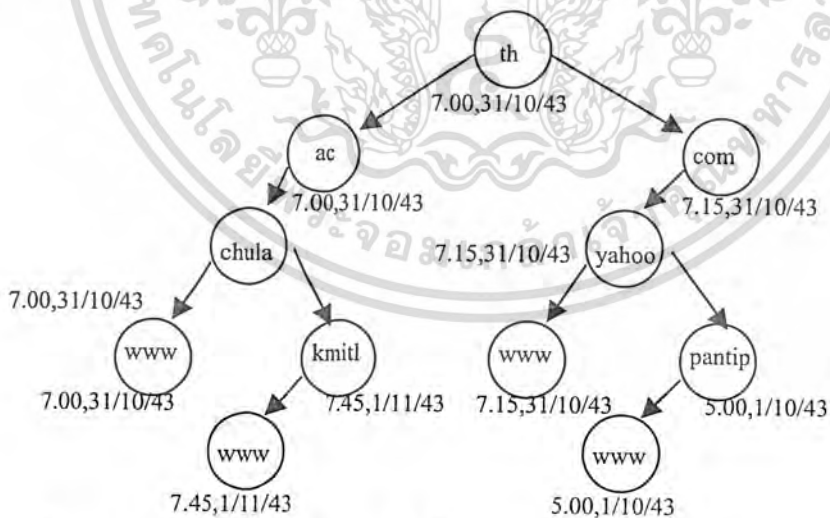 th
7.00,31/10/43
ac
com
7.00,31/10/43
7.15,31/10/43
chula
7.15,31/10/43
yahoo
7.00,31/10/43
www
kmitl
www
pantip
7.00,31/10/43
7.45,1/11/43
7.15,31/10/43
5.00,1/10/43
www
www
7.45,1/11/43
5.00,1/10/43